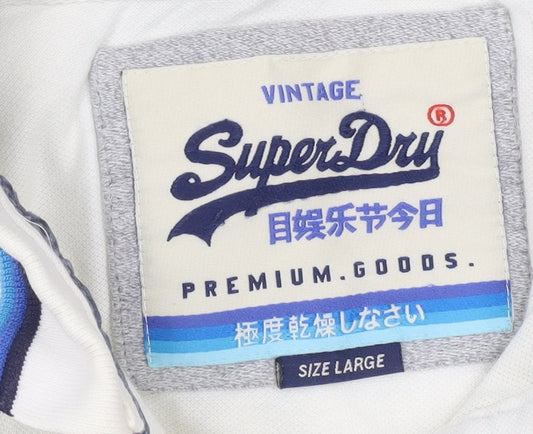 VINTAGE
SuperDry®
目娱乐节今日
PREMIUM.GOODS.
極度乾燥しなさい
SIZE LARGE